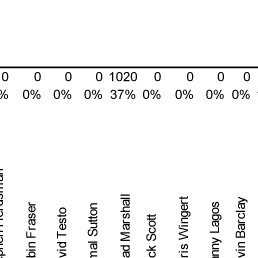 0 0 0 0 1020 0 0 0 0
% 0% 0% 0% 37% 0% 0% 0% 0%
bin Fraser
vid Testo
mal Sutton
ad Marshall
ck Scott
ris Wingert
nny Lagos
vin Barclay